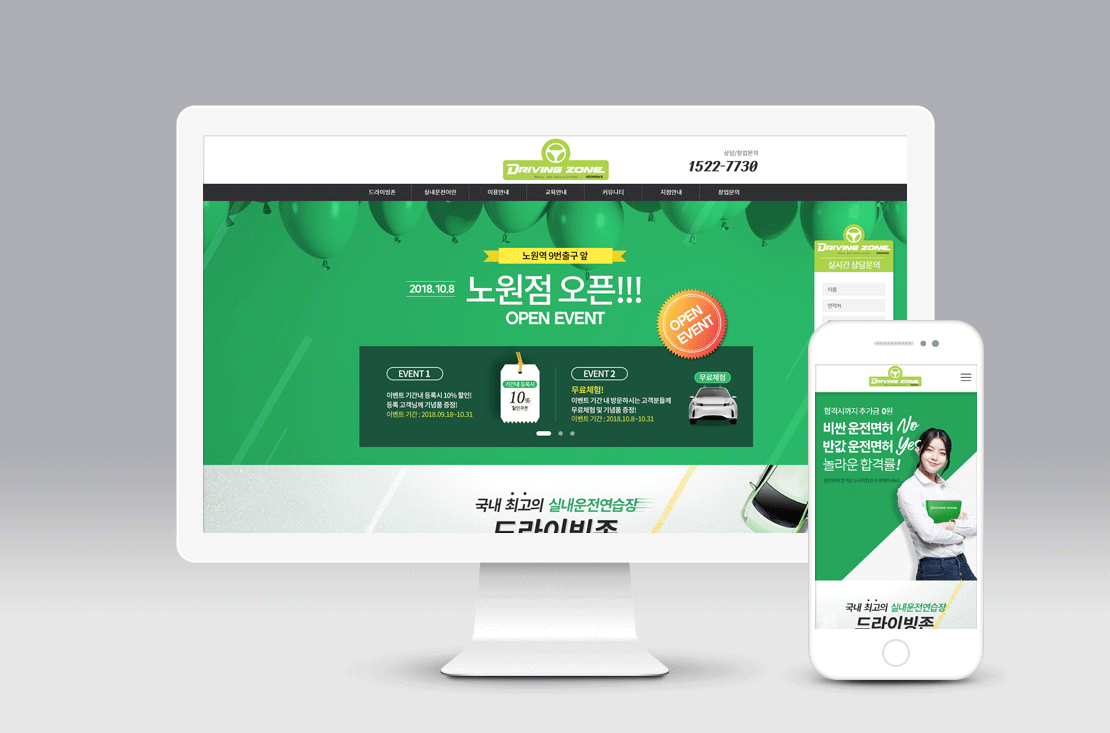 DRIVING ZONE
상담/창업문의
1522-7730
드라이빙존
실내운전이란
이용안내
교육안내
커뮤니티
지점안내
창업문의
노원역 9번출구 앞
2018.10.8
노원점 오픈!!!
OPEN EVENT
OPEN
EVENT
EVENT 1
이벤트 기간내 등록시 10% 할인!
등록 고객님께 기념품 증정!
이벤트 기간 : 2018.09.18~10.31
기간내 등록시
10%
할인쿠폰
EVENT 2
무료체험!
이벤트 기간 내 방문하시는 고객분들께
무료체험 및 기념품 증정!
이벤트 기간 : 2018.10.8~10.31
무료체험
국내 최고의 실내운전연습장
드라이빙존
DRIVING ZONE
실시간 상담문의
이름
연락처
DRIVING ZONE
합격시까지 추가금 0원
비싼 운전면허 No
반값 운전면허 Yes
놀라운 합격률!
DRIVING ZONE
국내 최고의 실내운전연습장
드라이빙존